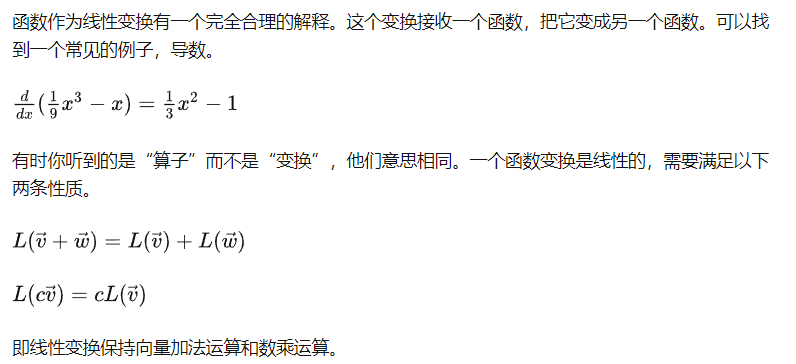 函数作为线性变换有一个完全合理的解释。这个变换接收一个函数，把它变成另一个函数。可以找
到一个常见的例子，导数。
$\frac{d}{dx}(\frac{1}{9}x^3 - x) = \frac{1}{3}x^2 - 1$
有时你听到的是“算子”而不是“变换”，他们意思相同。一个函数变换是线性的，需要满足以下
两条性质。
$L(\vec{v} + \vec{w}) = L(\vec{v}) + L(\vec{w})$
$L(c\vec{v}) = cL(\vec{v})$
即线性变换保持向量加法运算和数乘运算。